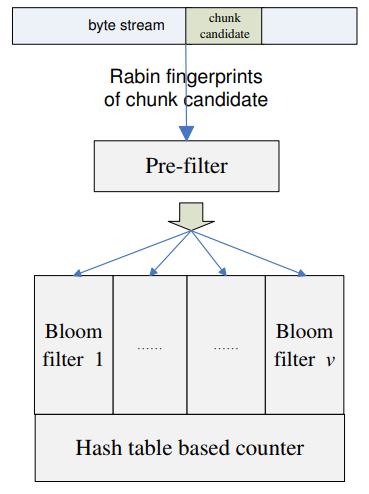 byte stream
chunk
candidate
Rabin fingerprints
of chunk candidate
Pre-filter
Bloom
filter 1
......
......
Bloom
filter v
Hash table based counter